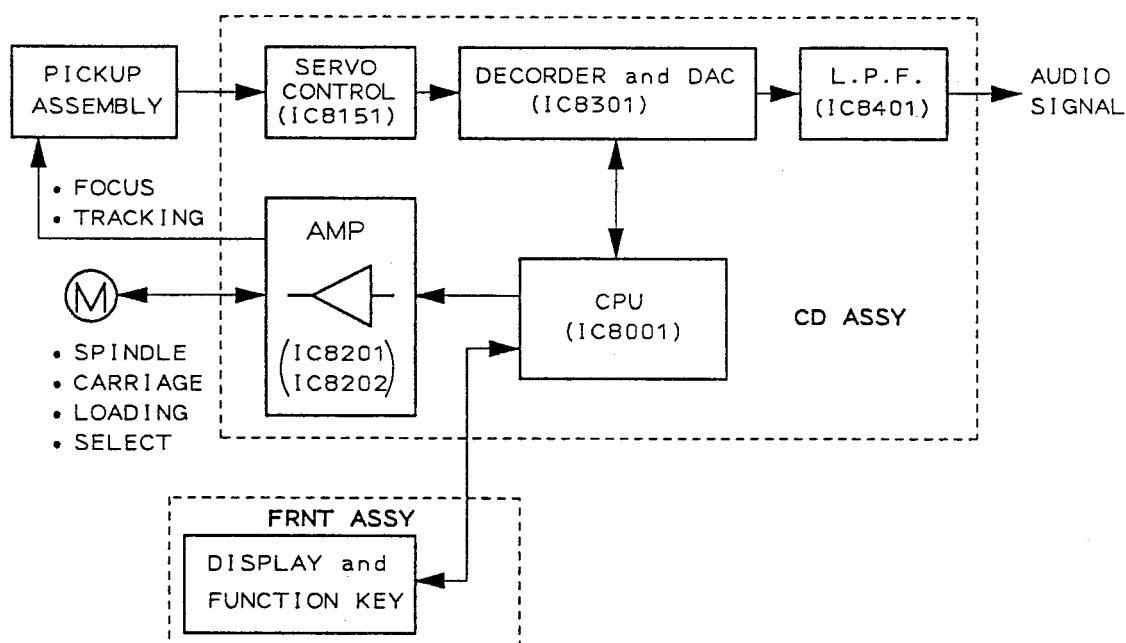 PICKUP
ASSEMBLY
SERVO
CONTROL
(IC8151)
DECORDER and DAC
(IC8301)
L.P.F.
(IC8401)
AUDIO
SIGNAL
• FOCUS
• TRACKING
AMP
(IC8201
IC8202)
M
• SPINDLE
• CARRIAGE
• LOADING
• SELECT
CPU
(IC8001)
CD ASSY
FRNT ASSY
DISPLAY and
FUNCTION KEY